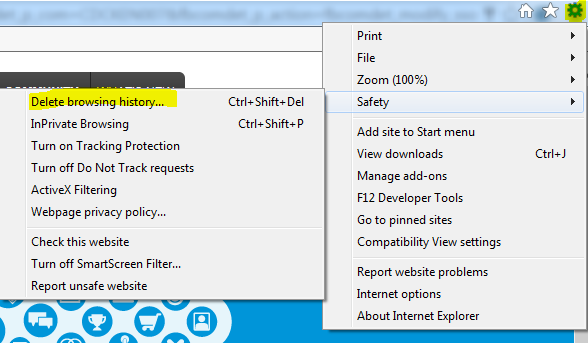 Print
File
Zoom (100%)
Safety
Delete browsing history... Ctrl+Shift+Del
InPrivate Browsing Ctrl+Shift+P
Turn on Tracking Protection
Turn off Do Not Track requests
ActiveX Filtering
Webpage privacy policy...
Check this website
Turn off SmartScreen Filter...
Report unsafe website
Add site to Start menu
View downloads Ctrl+J
Manage add-ons
F12 Developer Tools
Go to pinned sites
Compatibility View settings
Report website problems
Internet options
About Internet Explorer